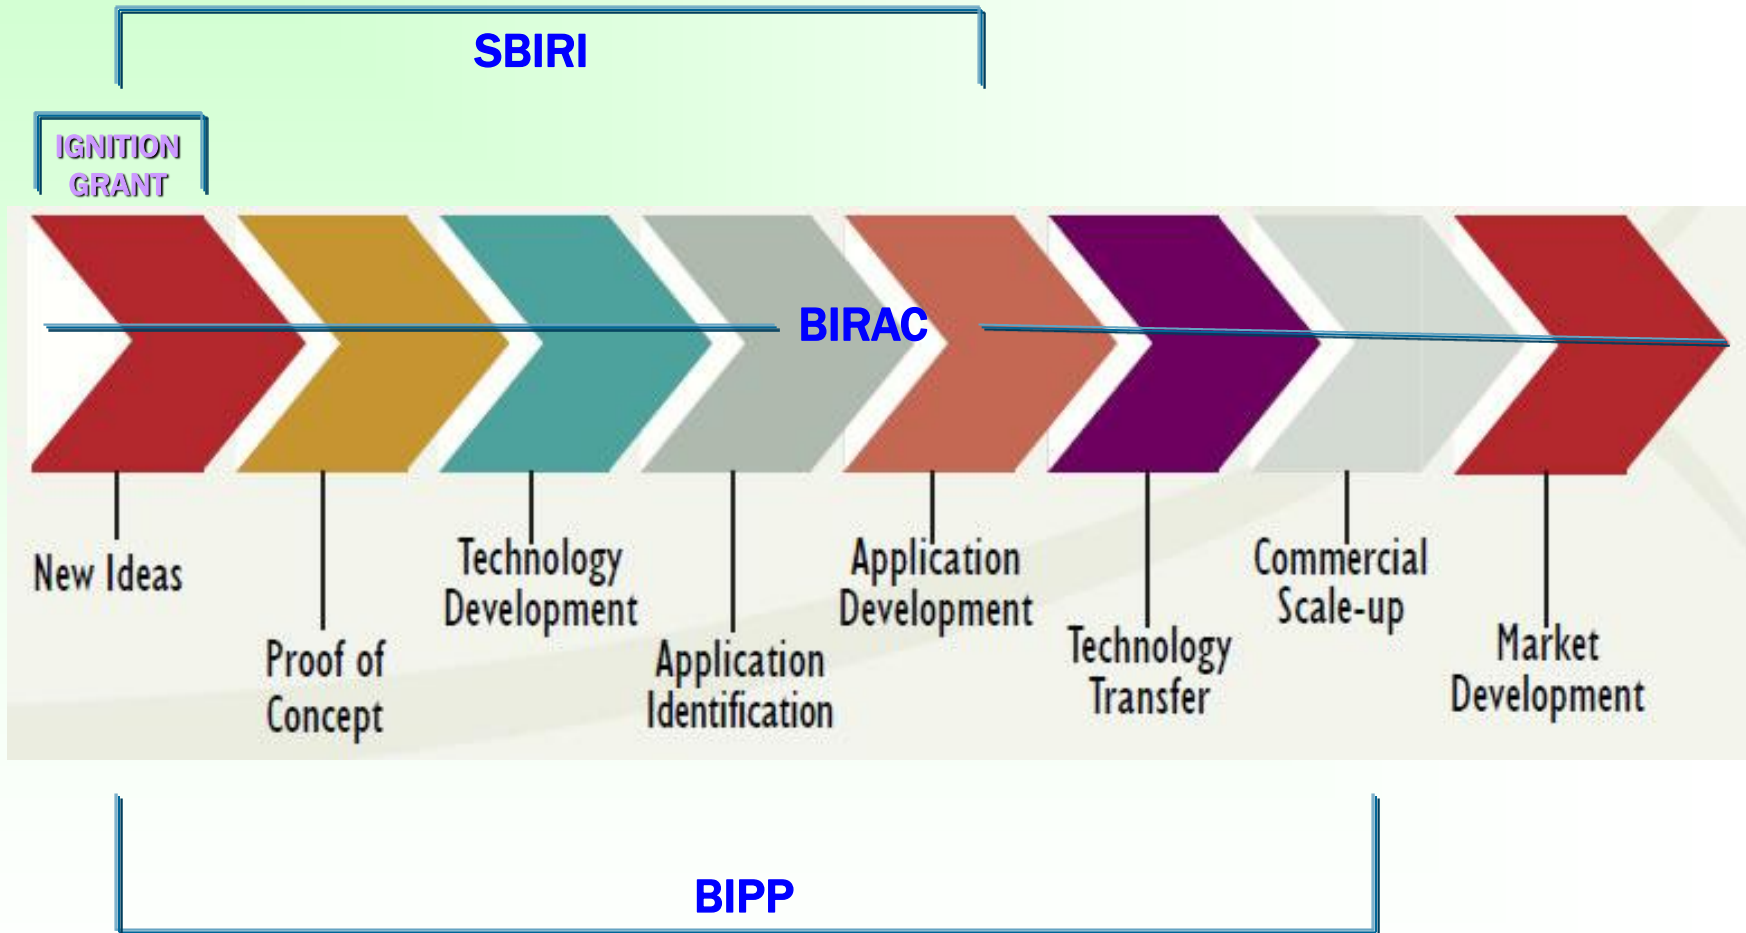 SBIRI
IGNITION
GRANT
BIRAC
New Ideas
Proof of
Concept
Technology
Development
Application
Identification
Application
Development
Technology
Transfer
Commercial
Scale-up
Market
Development
BIPP